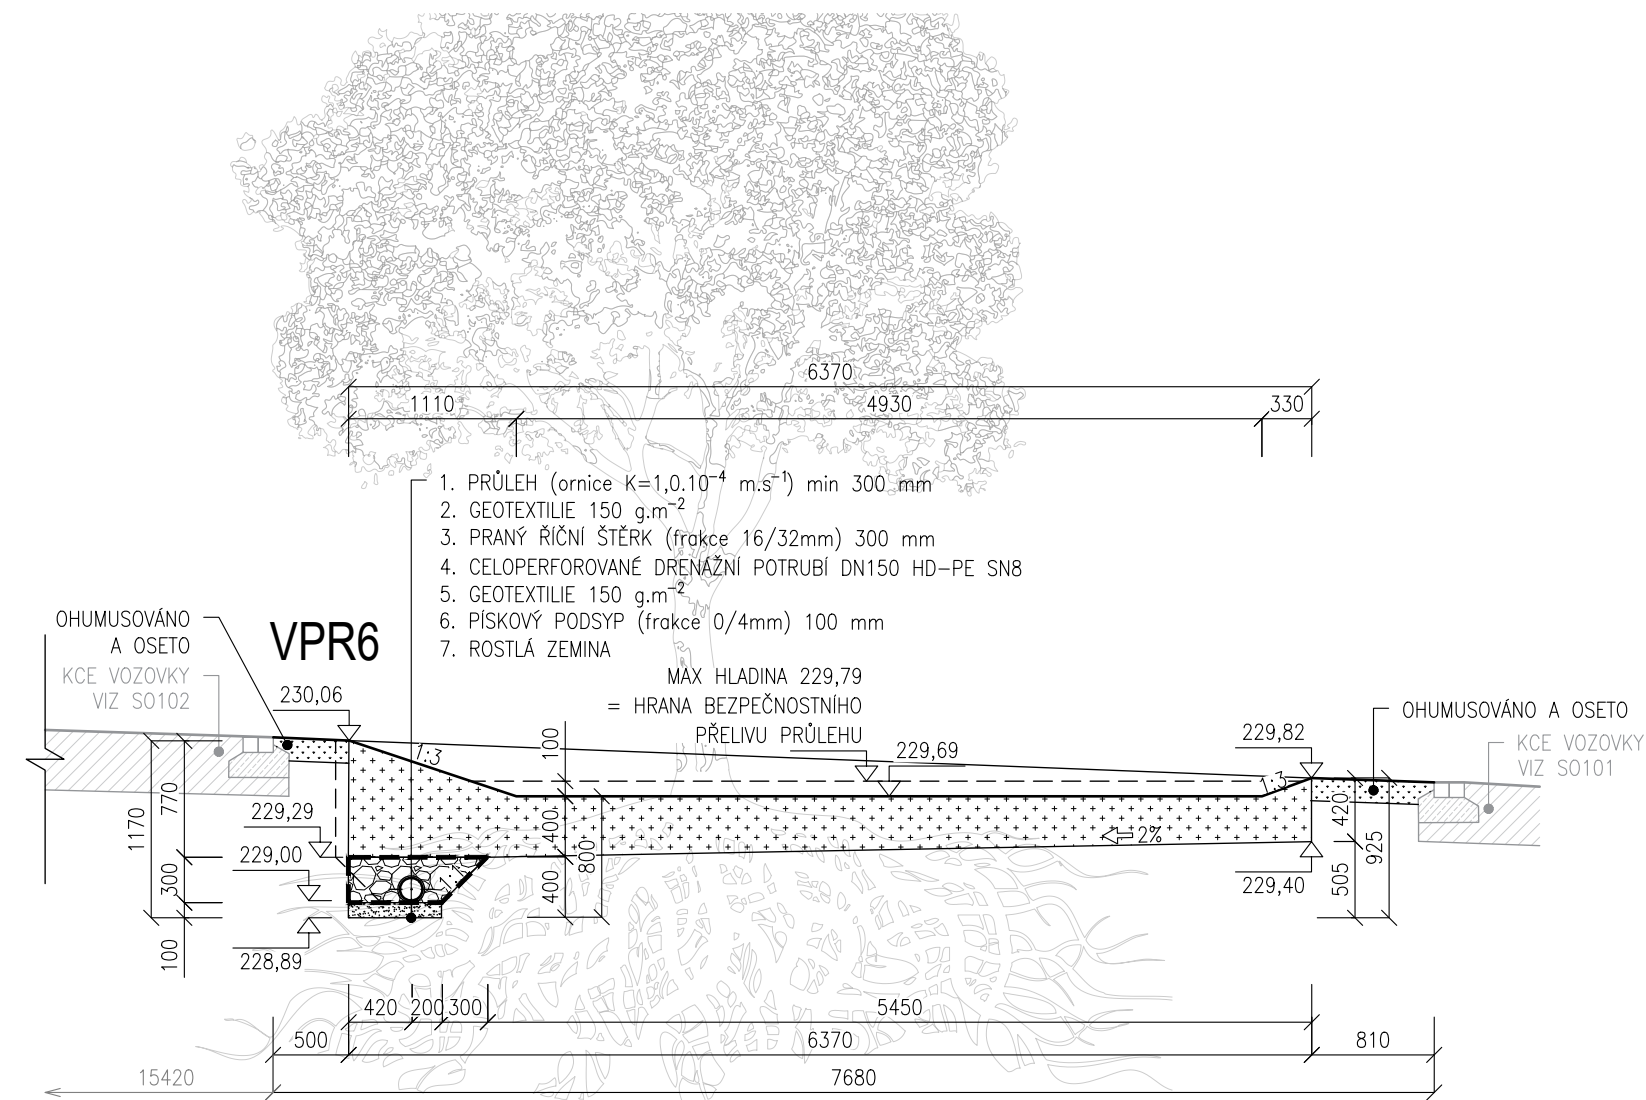 6370
1110
4930
330
1. PRŮLEH (ornice K=1,0.10⁻⁴ m.s⁻¹) min 300 mm
2. GEOTEXTILIE 150 g.m⁻²
3. PRANÝ ŘÍČNÍ ŠTĚRK (frakce 16/32mm) 300 mm
4. CELOPERFOROVANÉ DRENÁŽNÍ POTRUBÍ DN150 HD-PE SN8
5. GEOTEXTILIE 150 g.m⁻²
6. PÍSKOVÝ PODSYP (frakce 0/4mm) 100 mm
7. ROSTLÁ ZEMINA
OHUMUSOVÁNO
A OSETO
KCE VOZOVKY
VIZ SO102
VPR6
230,06
MAX HLADINA 229,79
= HRANA BEZPEČNOSTNÍHO
PŘELIVU PRŮLEHU
229,69
229,82
OHUMUSOVÁNO A OSETO
KCE VOZOVKY
VIZ SO101
1:3
100
1:3
1170
770
300
100
229,29
229,00
228,89
1:1
400
400
800
2%
229,40
420
505
925
420
200
300
5450
500
6370
810
15420
7680